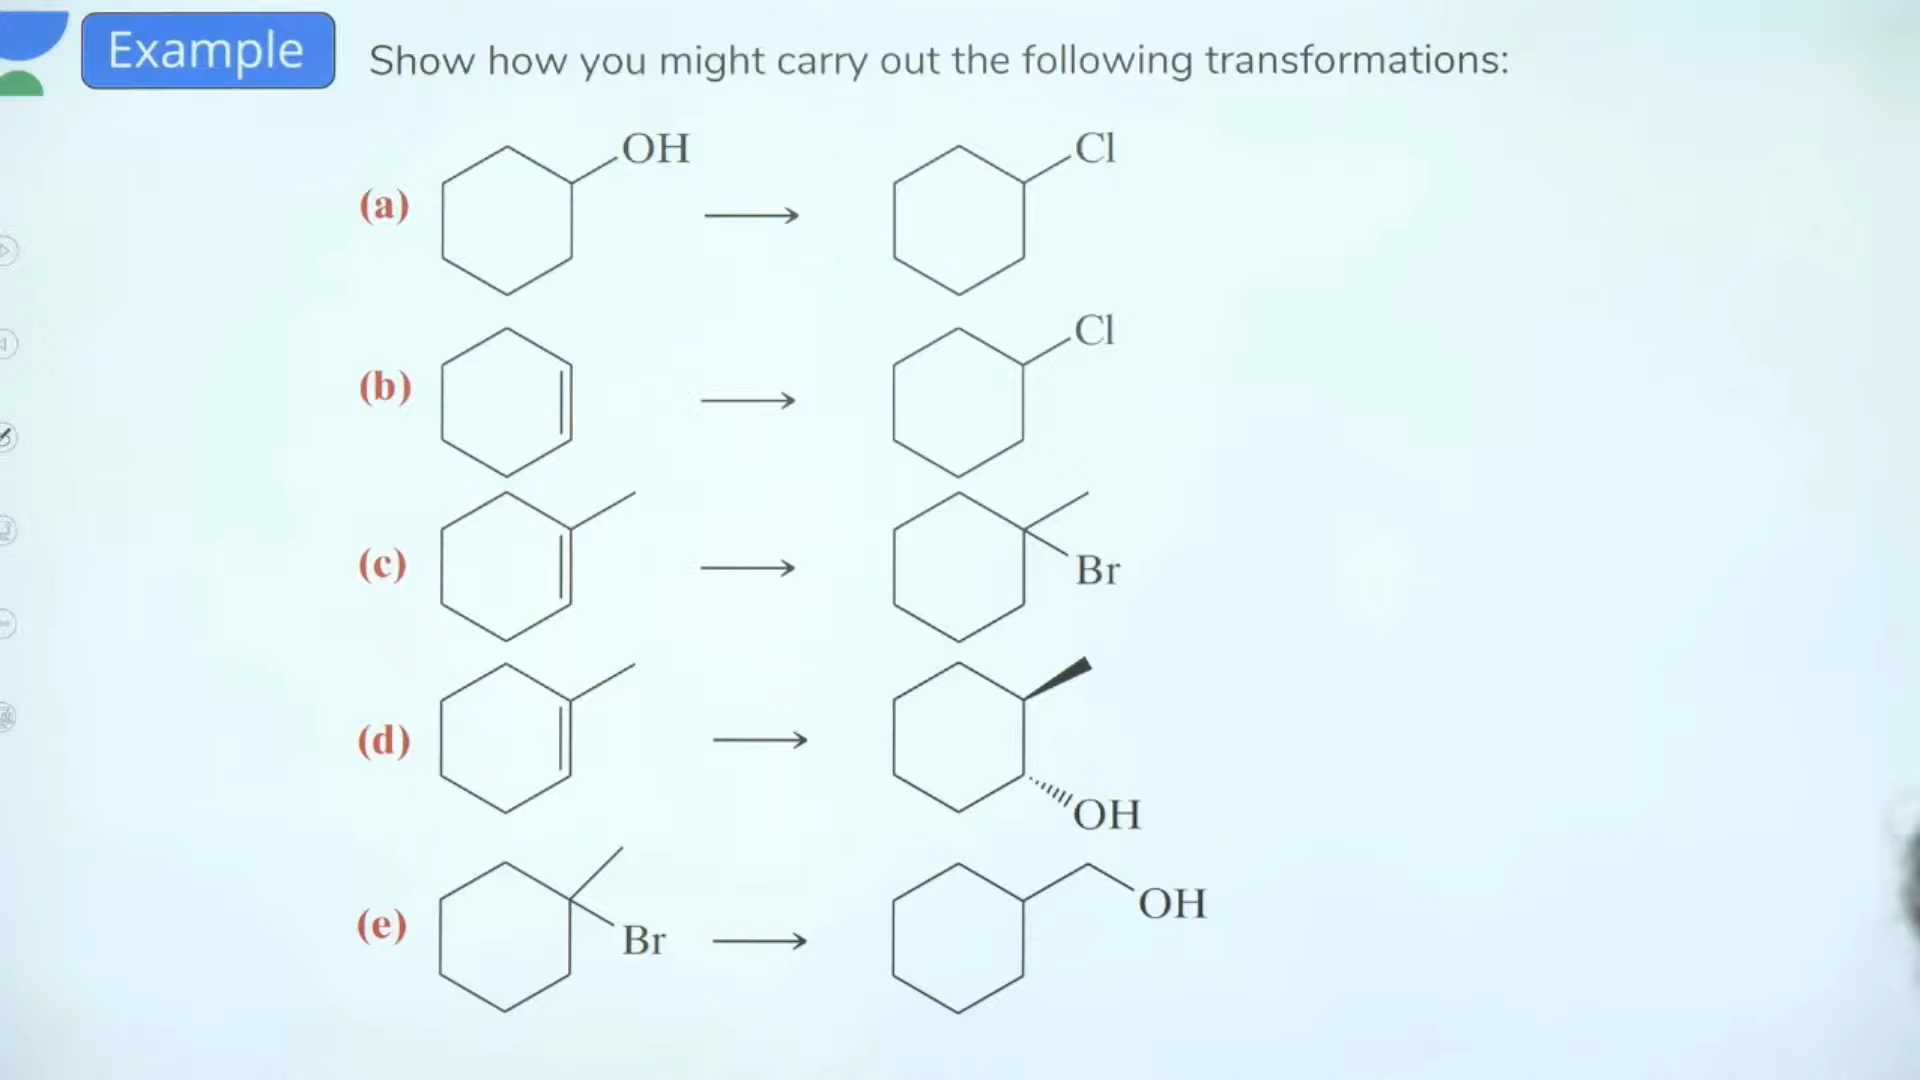 Example Show how you might carry out the following transformations:
(a) OH Cl
(b) Cl
(c) Br
(d) OH
(e) Br OH